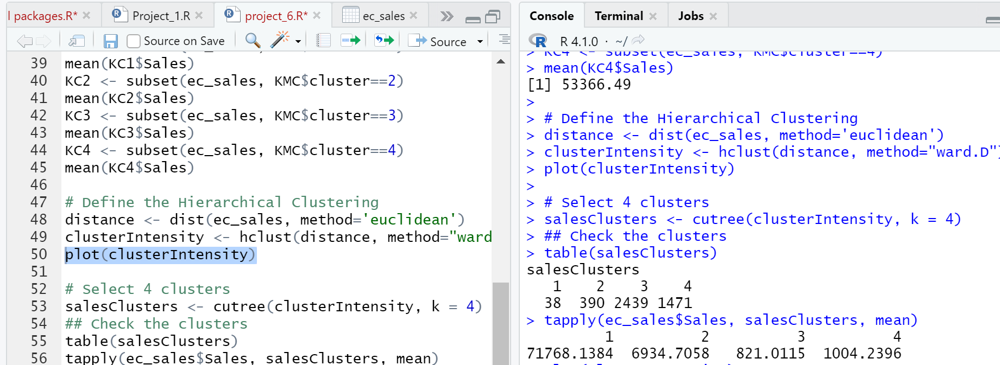 l packages.R*
Project_1.R
project_6.R*
ec_sales
Source on Save
Source
39 mean(KC1$Sales)
40 KC2 <- subset(ec_sales, KMC$cluster==2)
41 mean(KC2$Sales)
42 KC3 <- subset(ec_sales, KMC$cluster==3)
43 mean(KC3$Sales)
44 KC4 <- subset(ec_sales, KMC$cluster==4)
45 mean(KC4$Sales)
46
47 # Define the Hierarchical Clustering
48 distance <- dist(ec_sales, method='euclidean')
49 clusterIntensity <- hclust(distance, method="ward
50 plot(clusterIntensity)
51
52 # Select 4 clusters
53 salesClusters <- cutree(clusterIntensity, k = 4)
54 ## Check the clusters
55 table(salesClusters)
56 tapply(ec_sales$Sales, salesClusters, mean)
Console
Terminal
Jobs
R
R 4.1.0 · ~/
> KC4 <- subset(ec_sales, KMC$cluster==4)
> mean(KC4$Sales)
[1] 53366.49
>
> # Define the Hierarchical Clustering
> distance <- dist(ec_sales, method='euclidean')
> clusterIntensity <- hclust(distance, method="ward.D")
> plot(clusterIntensity)
>
> # Select 4 clusters
> salesClusters <- cutree(clusterIntensity, k = 4)
> ## Check the clusters
> table(salesClusters)
salesClusters
1 2 3 4
38 390 2439 1471
> tapply(ec_sales$Sales, salesClusters, mean)
1 2 3 4
71768.1384 6934.7058 821.0115 1004.2396